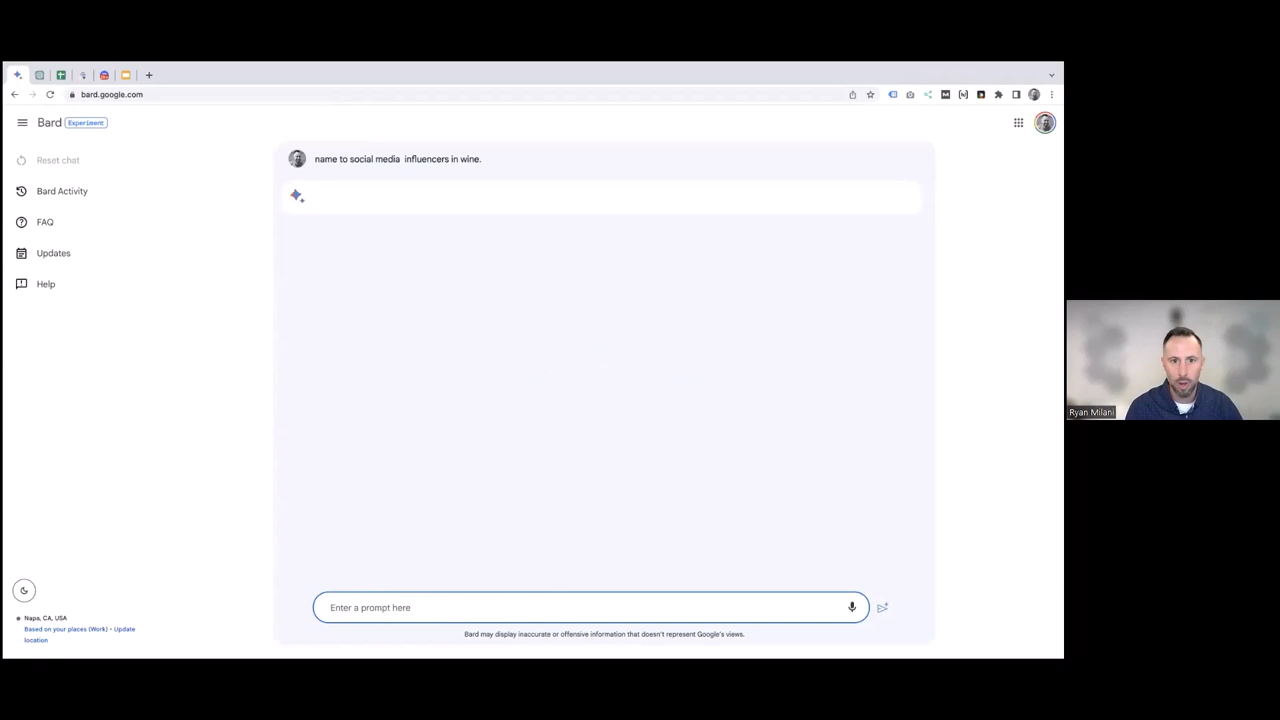 bard.google.com
Bard Experiment
name to social media  influencers in wine.
Reset chat
Bard Activity
FAQ
Updates
Help
Ryan Milani
Enter a prompt here
Napa, CA, USA
Based on your places (Work) • Update
location
Bard may display inaccurate or offensive information that doesn't represent Google's views.